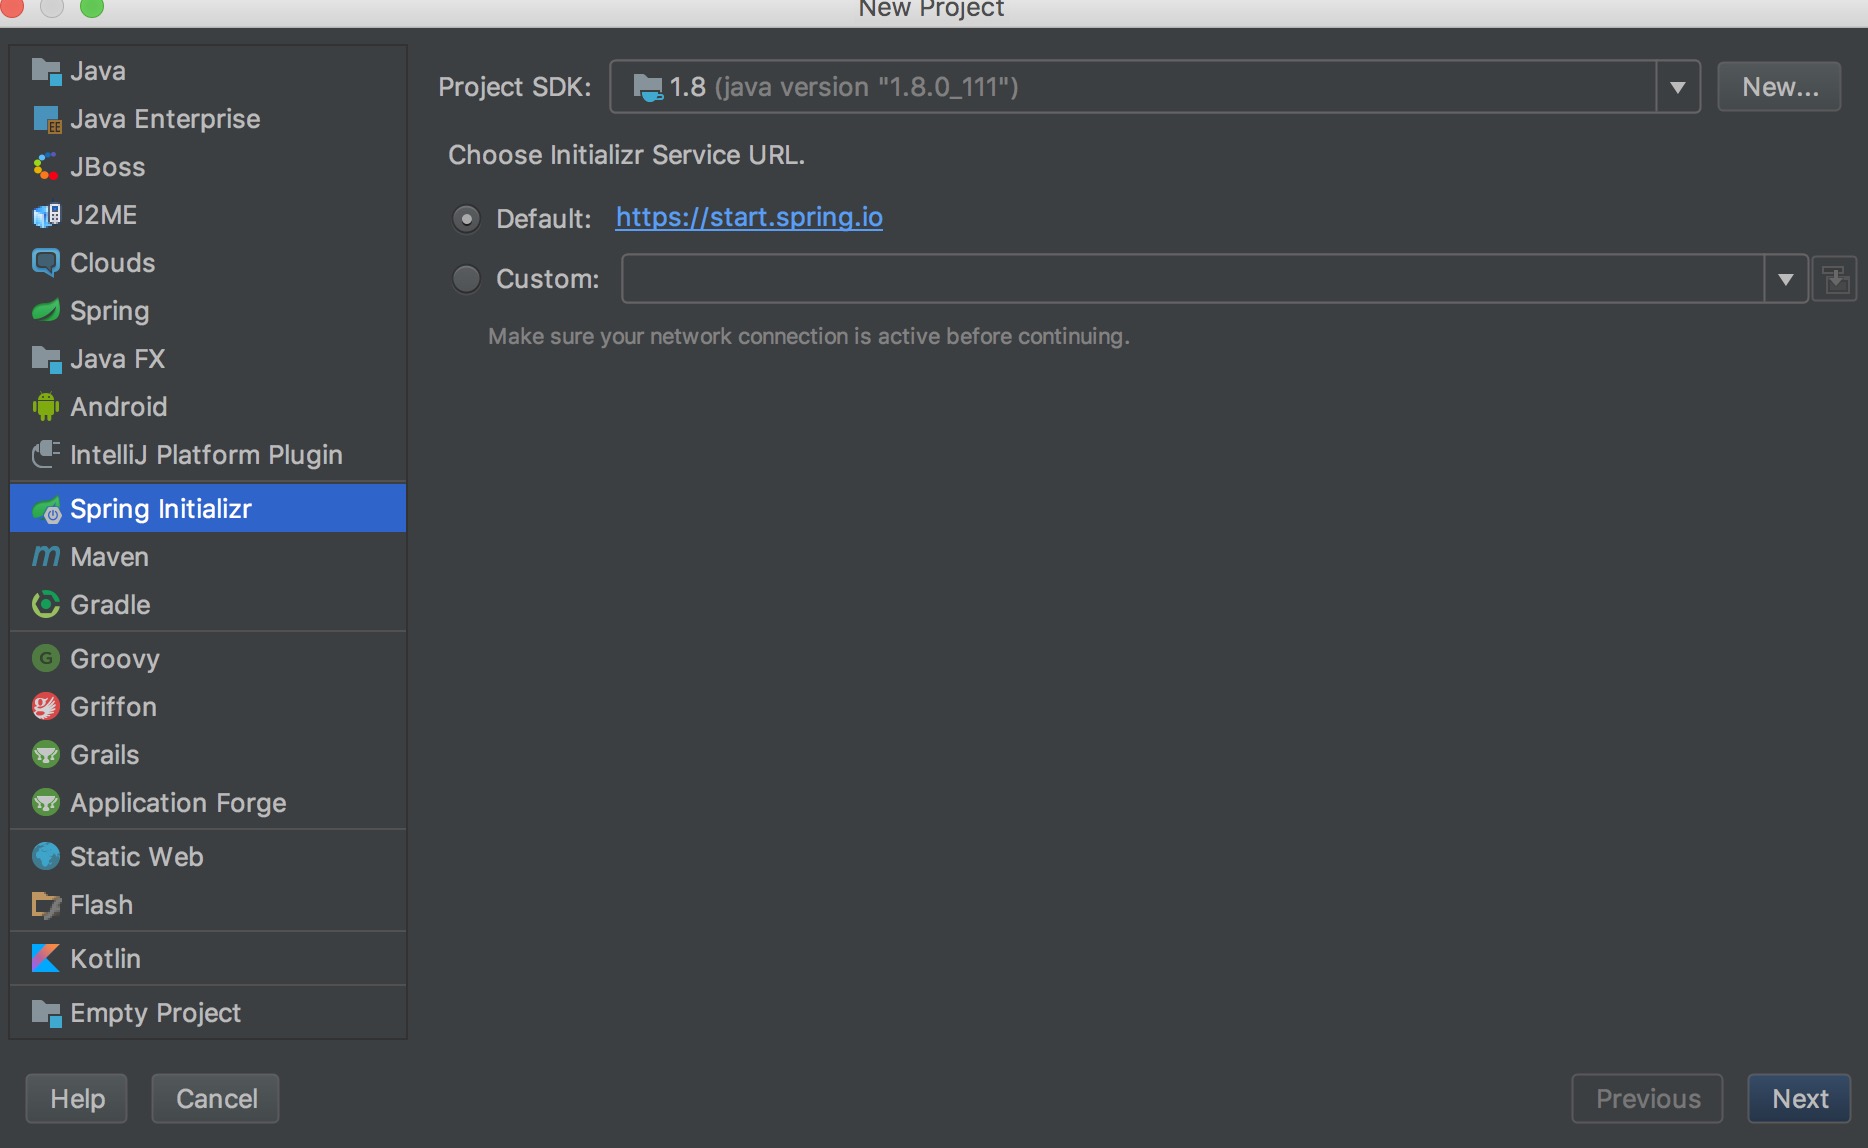 New Project
Java
Java Enterprise
JBoss
J2ME
Clouds
Spring
Java FX
Android
IntelliJ Platform Plugin
Spring Initializr
Maven
Gradle
Groovy
Griffon
Grails
Application Forge
Static Web
Flash
Kotlin
Empty Project
Project SDK: 1.8 (java version "1.8.0_111") New...
Choose Initializr Service URL.
Default: https://start.spring.io
Custom:
Make sure your network connection is active before continuing.
Help Cancel Previous Next